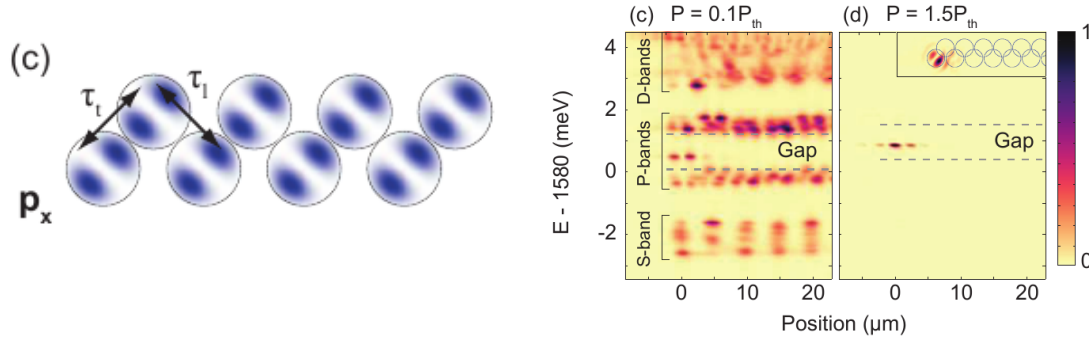 (c)
τt
τl
px
(c) P = 0.1Pth
(d) P = 1.5Pth
E - 1580 (meV)
4
2
0
-2
D-bands
P-bands
S-band
Gap
Gap
0 10 20
0 10 20
Position (μm)
1
0